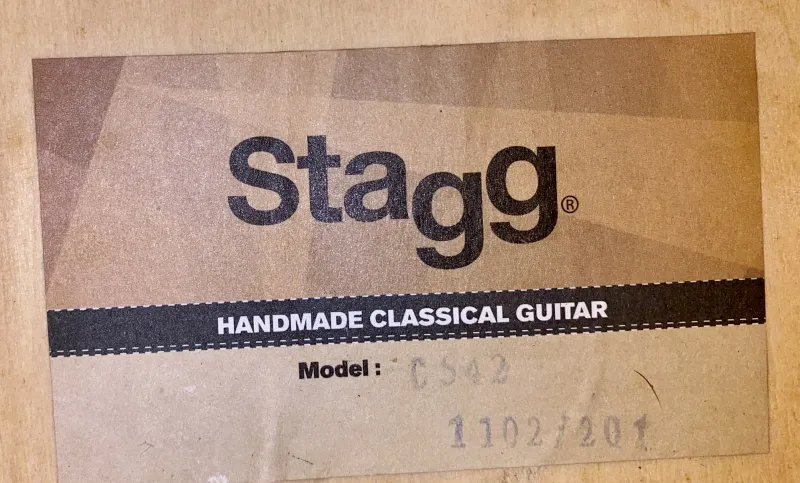 Stagg®
HANDMADE CLASSICAL GUITAR
Model : C542
1102/201